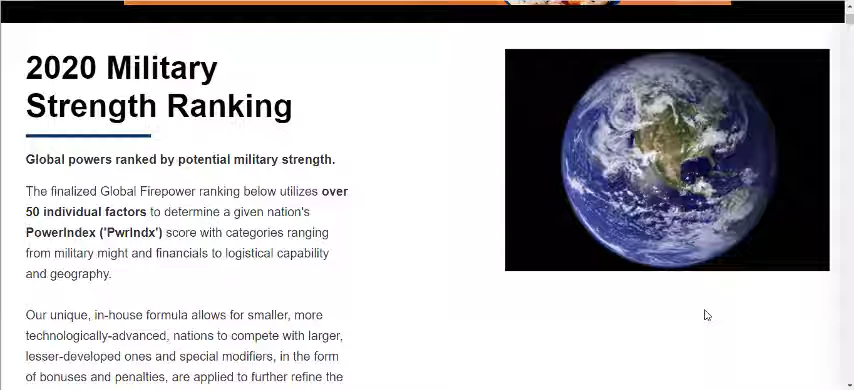 2020 Military
Strength Ranking
Global powers ranked by potential military strength.
The finalized Global Firepower ranking below utilizes over
50 individual factors to determine a given nation's
PowerIndex ('PwrIndx') score with categories ranging
from military might and financials to logistical capability
and geography.
Our unique, in-house formula allows for smaller, more
technologically-advanced, nations to compete with larger,
lesser-developed ones and special modifiers, in the form
of bonuses and penalties, are applied to further refine the